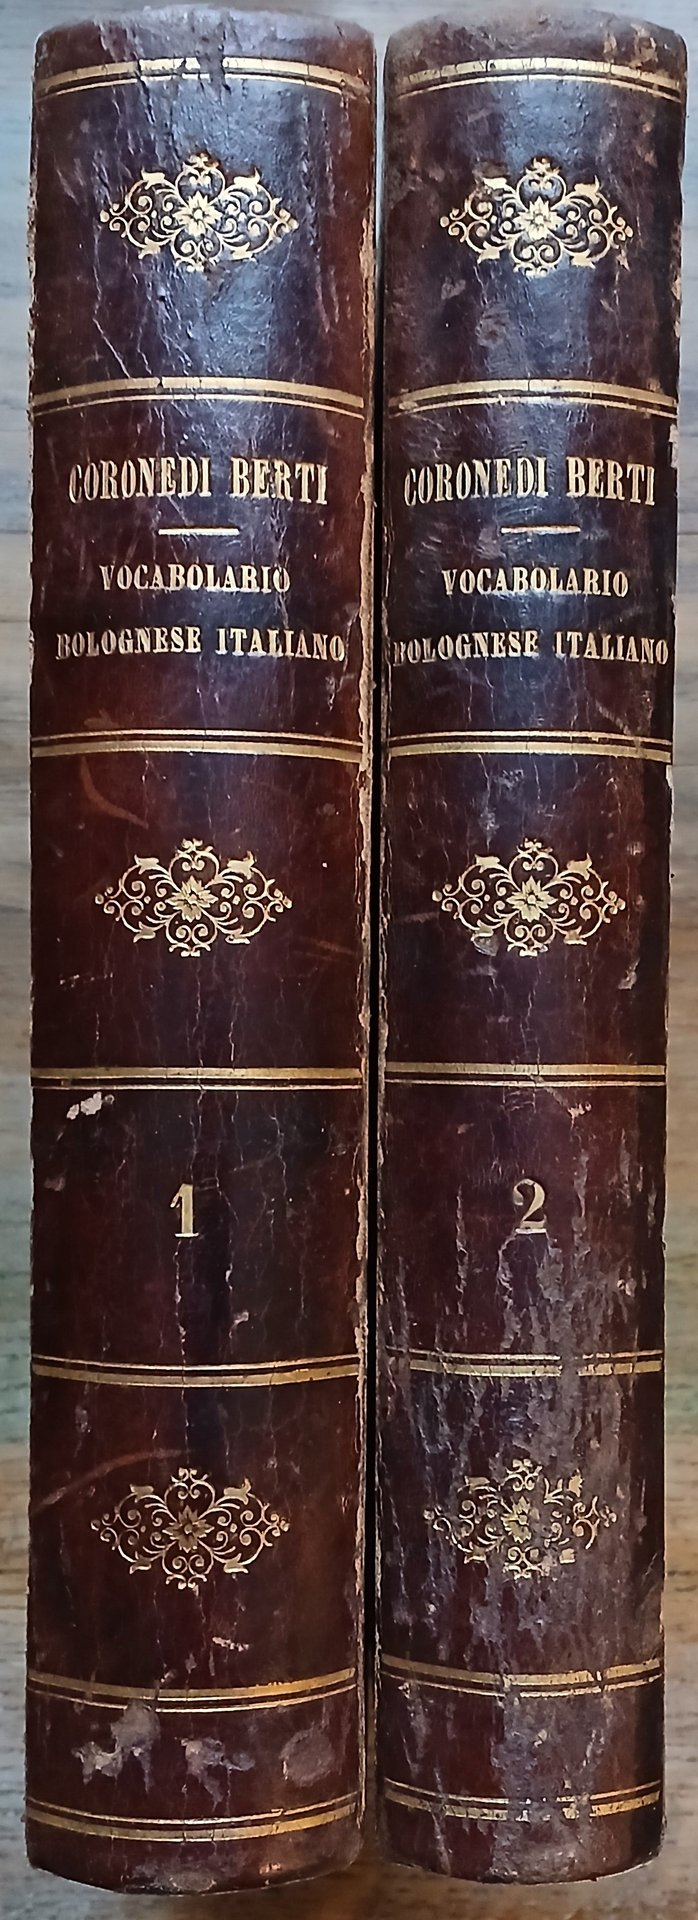 CORONEDI BERTI
VOCABOLARIO
BOLOGNESE ITALIANO
1
CORONEDI BERTI
VOCABOLARIO
BOLOGNESE ITALIANO
2